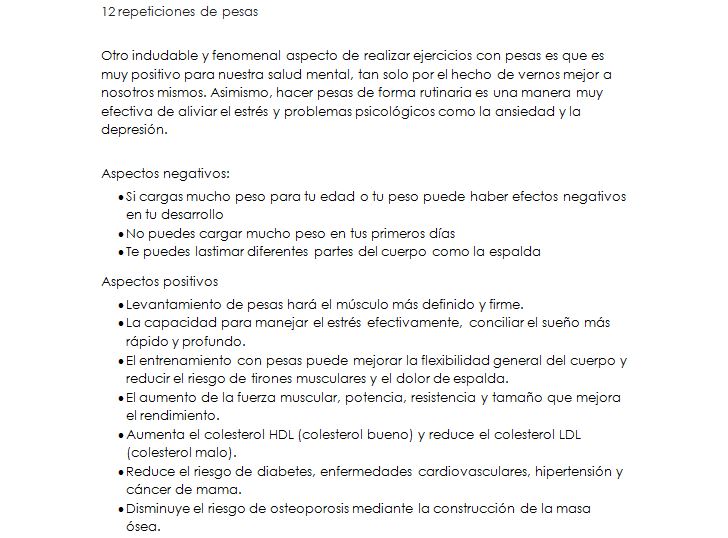 12 repeticiones de pesas
Otro indudable y fenomenal aspecto de realizar ejercicios con pesas es que es
muy positivo para nuestra salud mental, tan solo por el hecho de vernos mejor a
nosotros mismos. Asimismo, hacer pesas de forma rutinaria es una manera muy
efectiva de aliviar el estrés y problemas psicológicos como la ansiedad y la
depresión.
Aspectos negativos:
•Si cargas mucho peso para tu edad o tu peso puede haber efectos negativos
en tu desarrollo
•No puedes cargar mucho peso en tus primeros días
•Te puedes lastimar diferentes partes del cuerpo como la espalda
Aspectos positivos
•Levantamiento de pesas hará el músculo más definido y firme.
•La capacidad para manejar el estrés efectivamente, conciliar el sueño más
rápido y profundo.
•El entrenamiento con pesas puede mejorar la flexibilidad general del cuerpo y
reducir el riesgo de tirones musculares y el dolor de espalda.
•El aumento de la fuerza muscular, potencia, resistencia y tamaño que mejora
el rendimiento.
•Aumenta el colesterol HDL (colesterol bueno) y reduce el colesterol LDL
(colesterol malo).
•Reduce el riesgo de diabetes, enfermedades cardiovasculares, hipertensión y
cáncer de mama.
•Disminuye el riesgo de osteoporosis mediante la construcción de la masa
ósea.